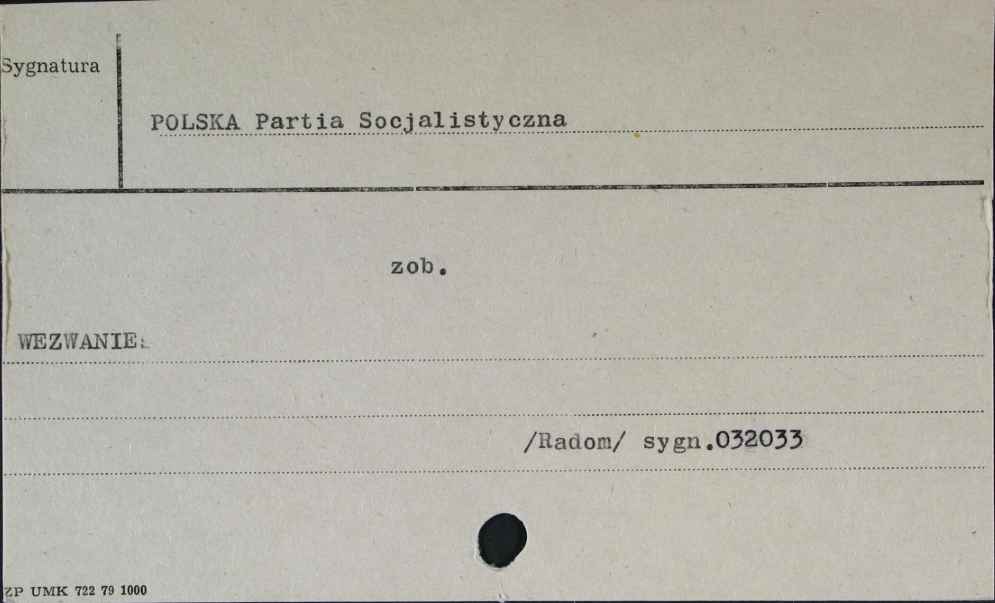 Sygnatura
POLSKA Partia Socjalistyczna
zob.
WEZWANIE:
/Radom/ sygn.032033
ZP UMK 722 79 1000